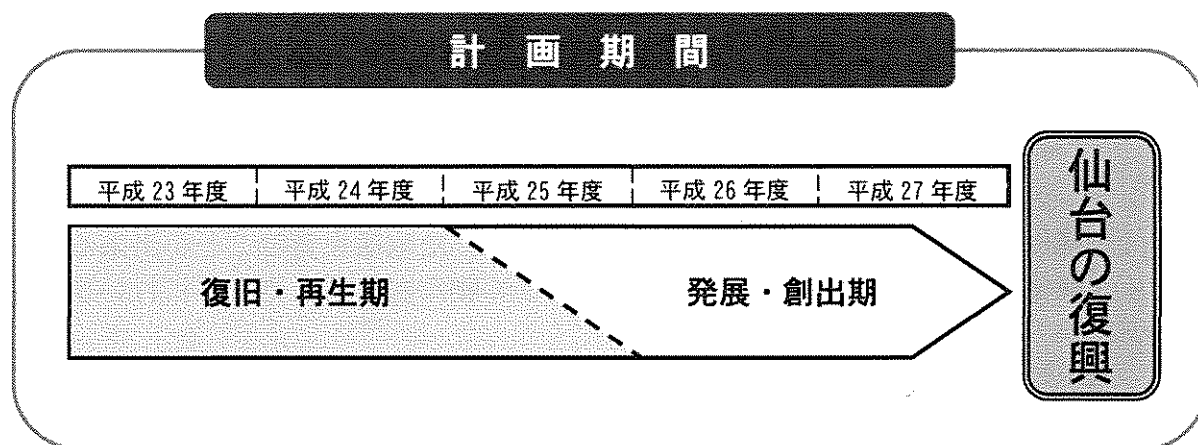 計画期間
平成23年度 平成24年度 平成25年度 平成26年度 平成27年度
復旧・再生期
発展・創出期
仙台の復興